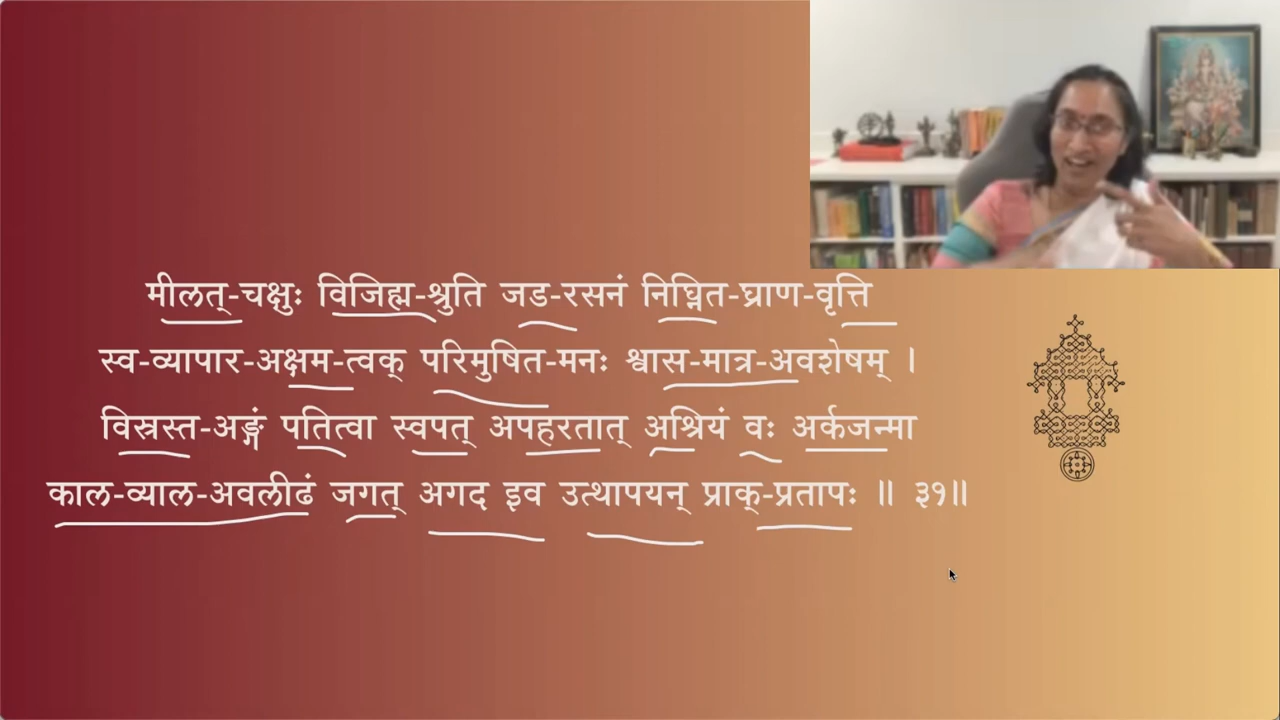 मीलत्-चक्षुः विजिह्म-श्रुति जड-रसनं निघ्नित-घ्राण-वृत्ति
स्व-व्यापार-अक्षम-त्वक् परिमुषित-मनः श्वास-मात्र-अवशेषम् ।
विस्रस्त-अङ्गं पतित्वा स्वपत् अपहरतात् अश्रियं वः अर्कजन्मा
काल-व्याल-अवलीढं जगत् अगद इव उत्थापयन् प्राक्-प्रतापः ॥ ३१॥